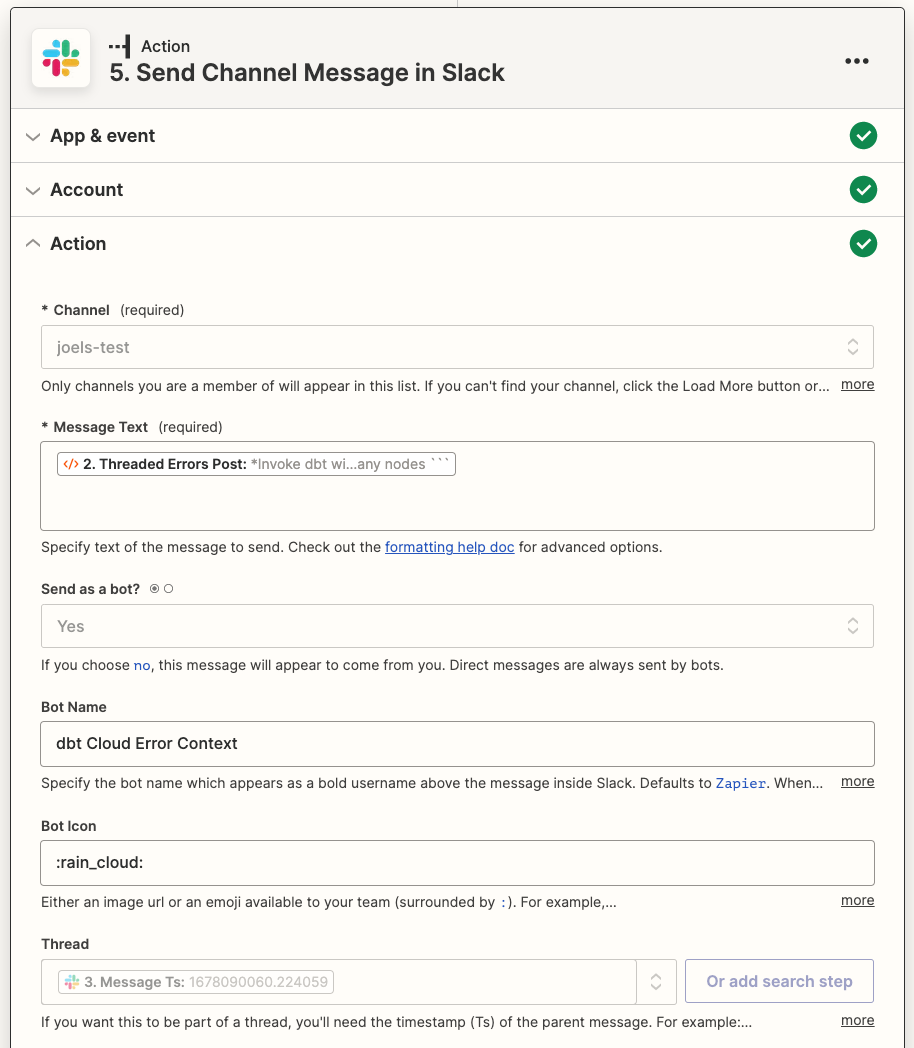 Action
5. Send Channel Message in Slack
App & event
Account
Action
* Channel (required)
joels-test
Only channels you are a member of will appear in this list. If you can't find your channel, click the Load More button or... more
* Message Text (required)
</> 2. Threaded Errors Post: *Invoke dbt wi...any nodes ```
Specify text of the message to send. Check out the formatting help doc for advanced options.
Send as a bot?
Yes
If you choose no, this message will appear to come from you. Direct messages are always sent by bots.
Bot Name
dbt Cloud Error Context
Specify the bot name which appears as a bold username above the message inside Slack. Defaults to Zapier. When... more
Bot Icon
:rain_cloud:
Either an image url or an emoji available to your team (surrounded by :). For example,... more
Thread
3. Message Ts: 1678090060.224059 Or add search step
If you want this to be part of a thread, you'll need the timestamp (Ts) of the parent message. For example:... more